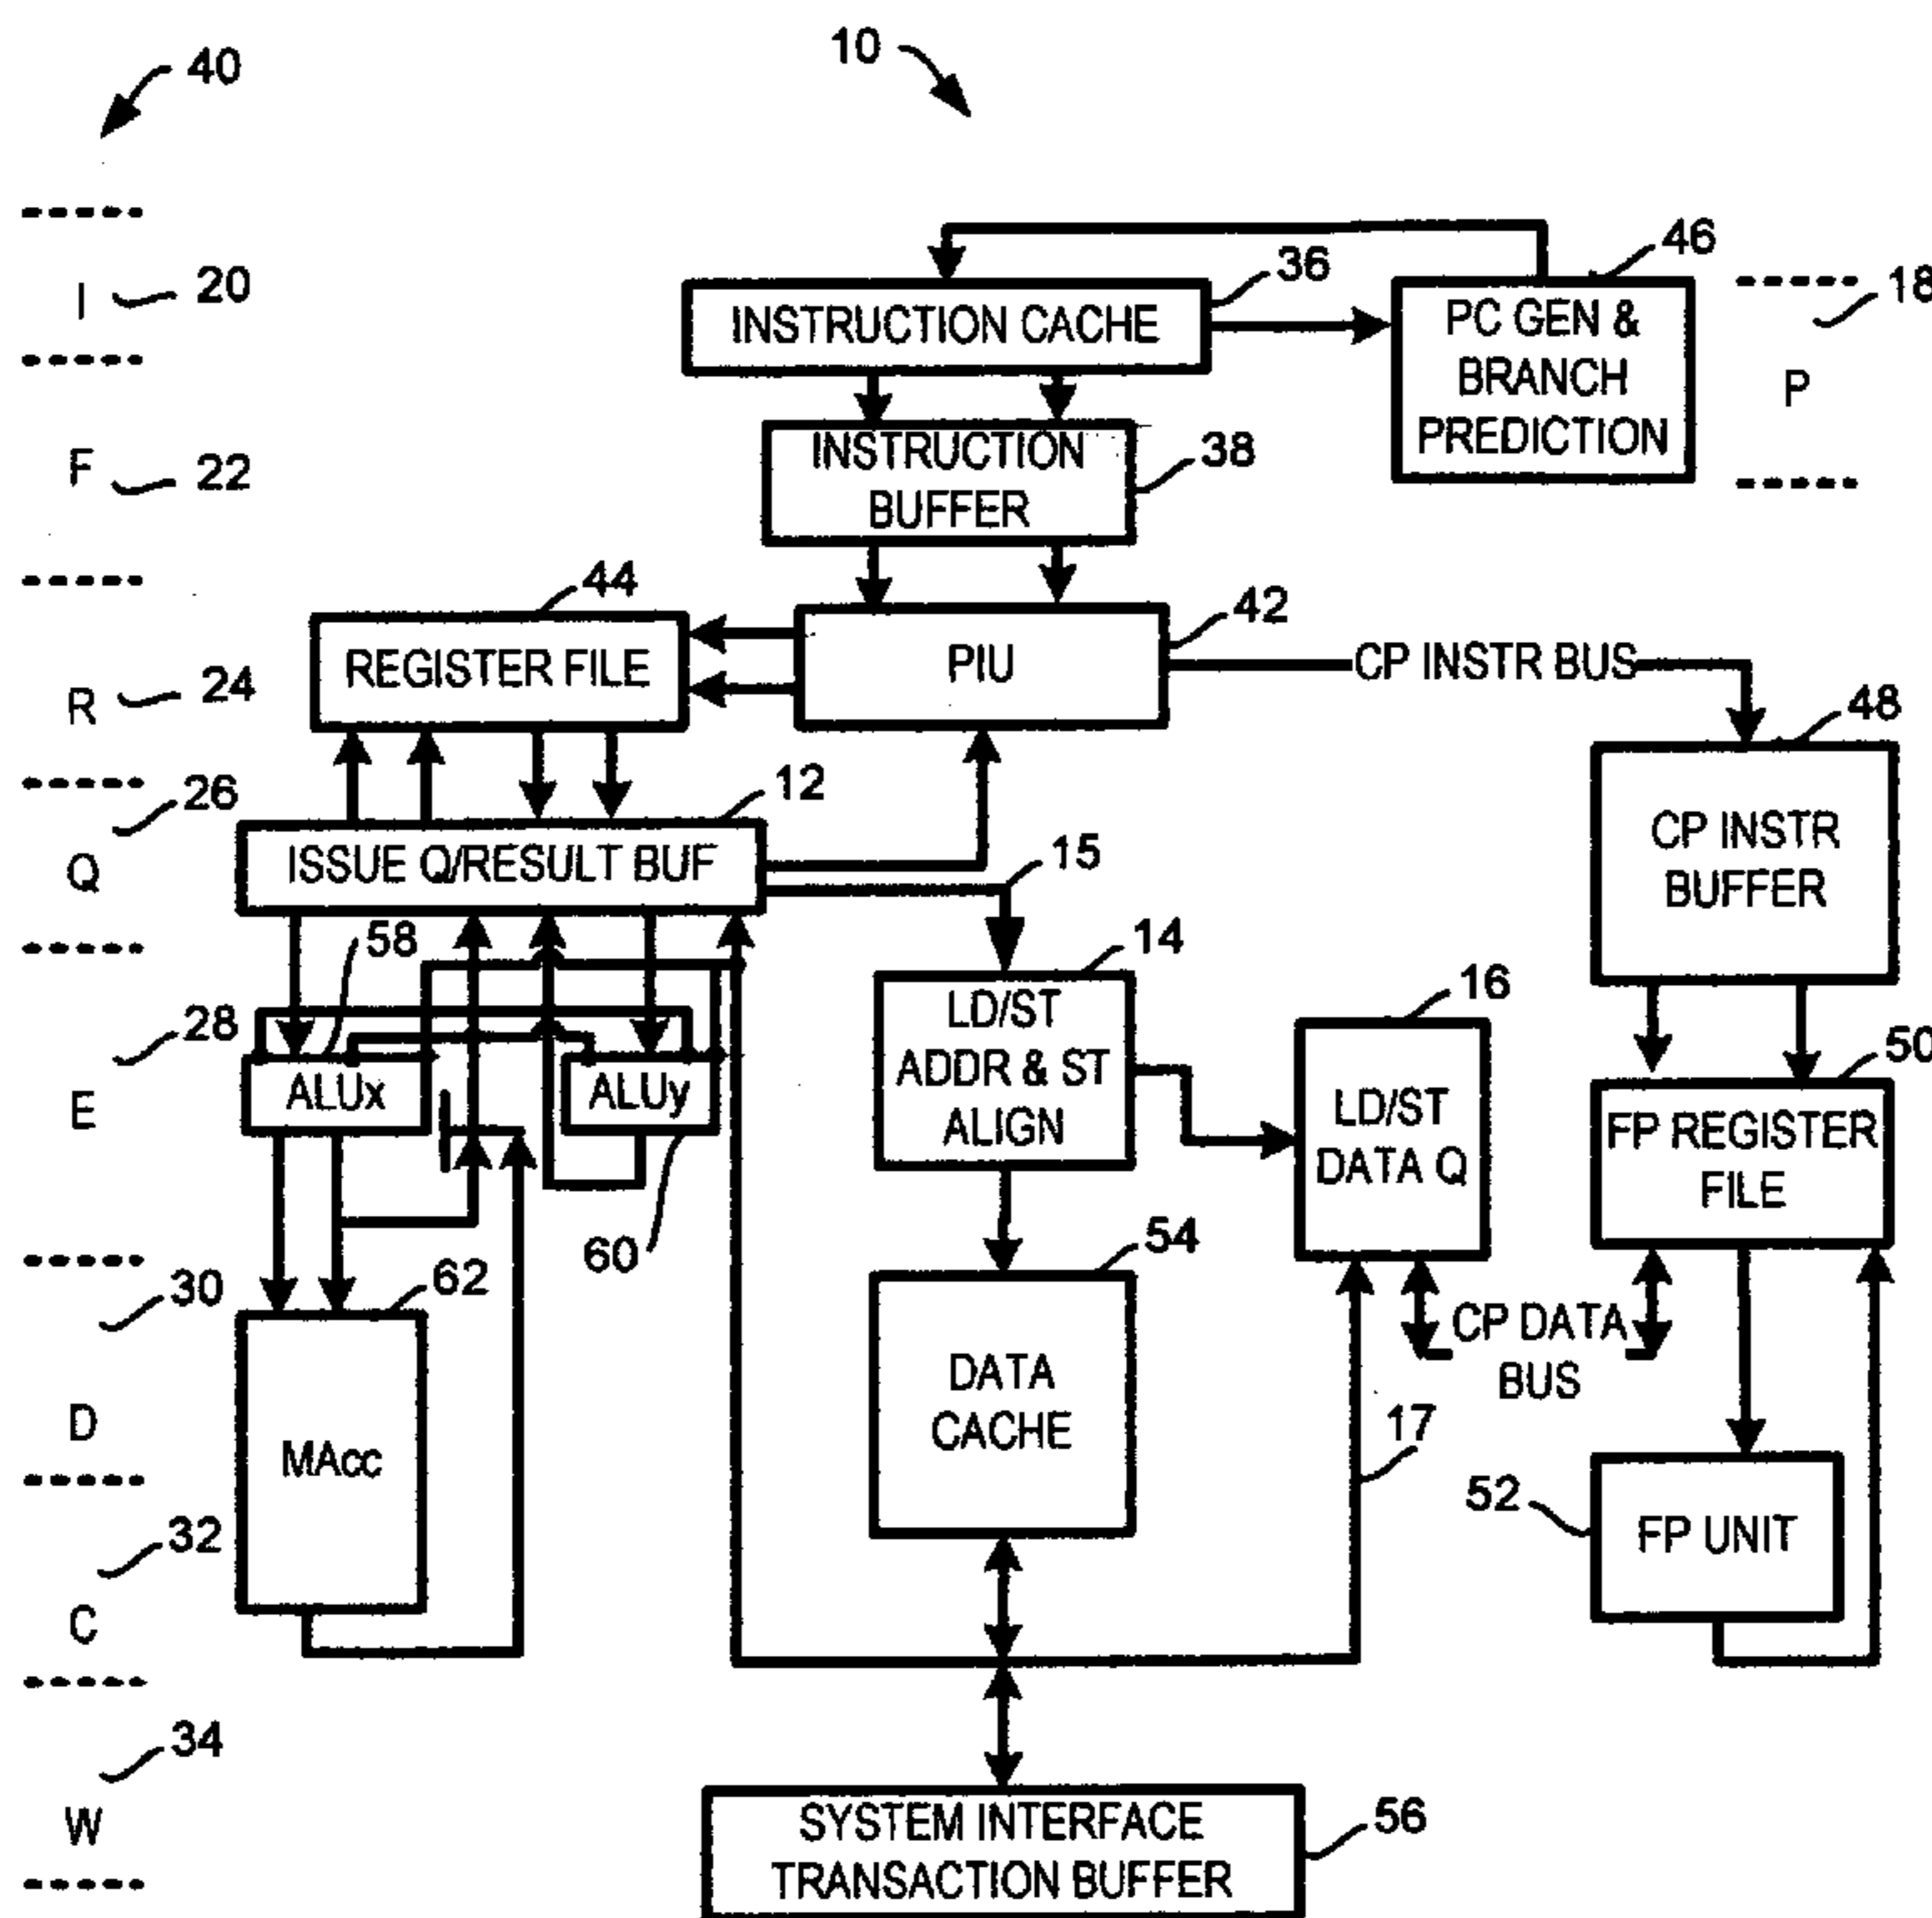 40
10
I
20
INSTRUCTION CACHE
36
PC GEN &
BRANCH
PREDICTION
46
18
P
F
22
INSTRUCTION
BUFFER
38
R
24
REGISTER FILE
44
PIU
42
CP INSTR BUS
26
Q
ISSUE Q/RESULT BUF
12
15
CP INSTR
BUFFER
48
58
28
E
ALUx
ALUy
60
LD/ST
ADDR & ST
ALIGN
14
LD/ST
DATA Q
16
FP REGISTER
FILE
50
30
D
62
MAcc
DATA
CACHE
54
CP DATA
BUS
17
52
FP UNIT
32
C
34
W
SYSTEM INTERFACE
TRANSACTION BUFFER
56